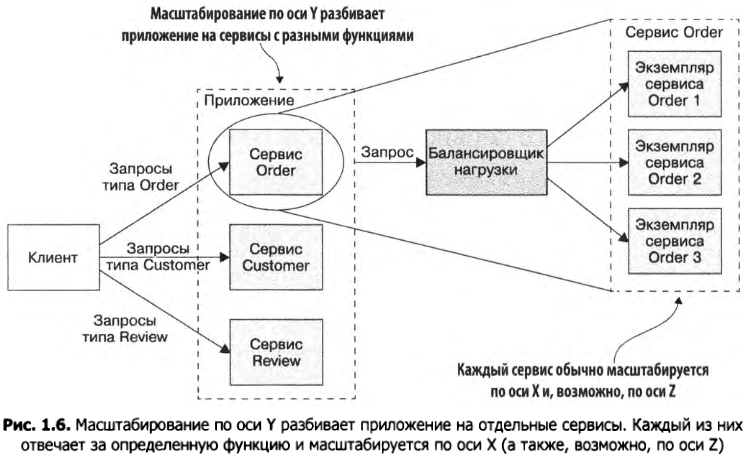 Масштабирование по оси Y разбивает
приложение на сервисы с разными функциями
Сервис Order
Приложение
Экземпляр
сервиса
Order 1
Запросы
типа Order
Сервис
Order
Запрос
Балансировщик
нагрузки
Экземпляр
сервиса
Order 2
Клиент
Запросы
типа Customer
Сервис
Customer
Экземпляр
сервиса
Order 3
Запросы
типа Review
Сервис
Review
Каждый сервис обычно масштабируется
по оси X и, возможно, по оси Z
Рис. 1.6. Масштабирование по оси Y разбивает приложение на отдельные сервисы. Каждый из них
отвечает за определенную функцию и масштабируется по оси X (а также, возможно, по оси Z)